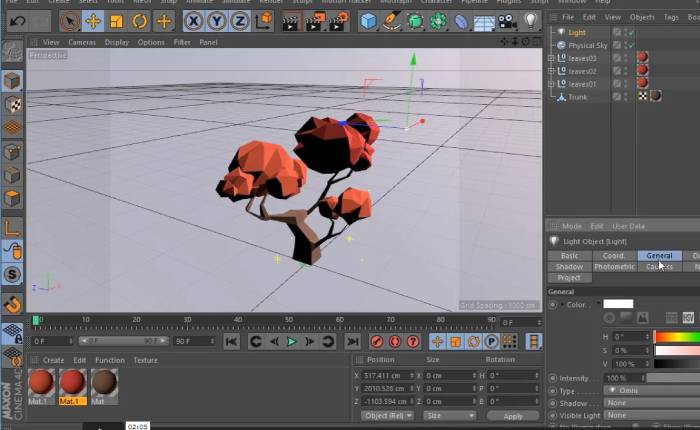 View Cameras Display Options Filter Panel
Perspective
Grid Spacing : 1000 cm
File Edit View Objects Tags
Light
Physical Sky
leaves03
leaves02
leaves01
Trunk
Mode Edit User Data
Light Object [Light]
Basic Coord. General
Shadow Photometric
Project
General
Color
H 0 °
S 0 %
V 100 %
Intensity 100 %
Type Omni
Shadow None
Visible Light None
0 10 20 30 40 50 60 70 80 90
0 F
0 F 0 F 90 F 90 F
Create Edit Function Texture
Mat.1 Mat.1 Mat
Position Size Rotation
X 517.411 cm X 0 cm H 0 °
Y 2010.528 cm Y 0 cm P 0 °
Z -1103.594 cm Z 0 cm B 0 °
Object (Rel) Size Apply
MAXON CINEMA 4D
02:05